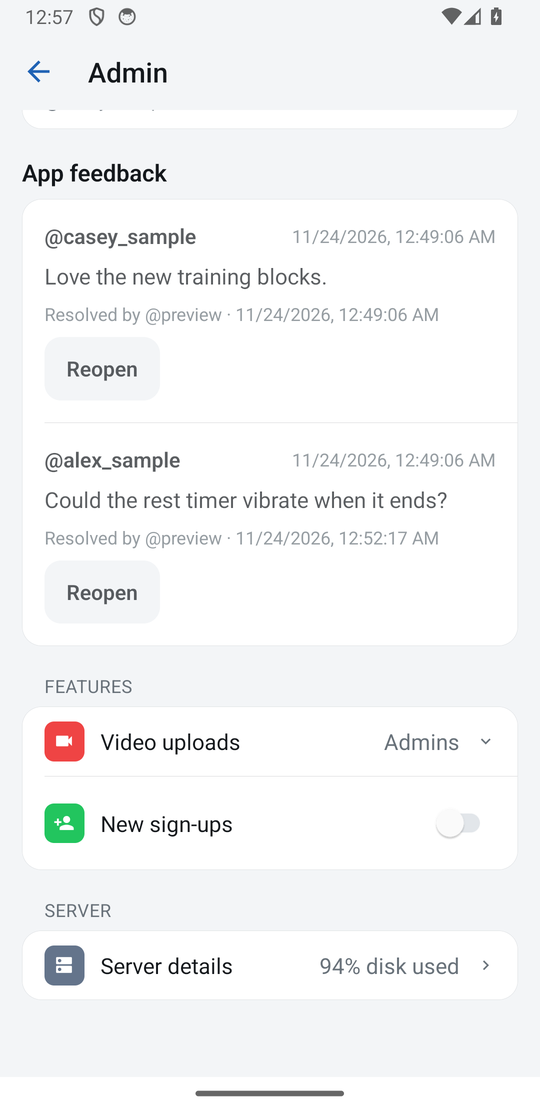 12:57
Admin
App feedback
@casey_sample 11/24/2026, 12:49:06 AM
Love the new training blocks.
Resolved by @preview · 11/24/2026, 12:49:06 AM
Reopen
@alex_sample 11/24/2026, 12:49:06 AM
Could the rest timer vibrate when it ends?
Resolved by @preview · 11/24/2026, 12:52:17 AM
Reopen
FEATURES
Video uploads Admins
New sign-ups
SERVER
Server details 94% disk used